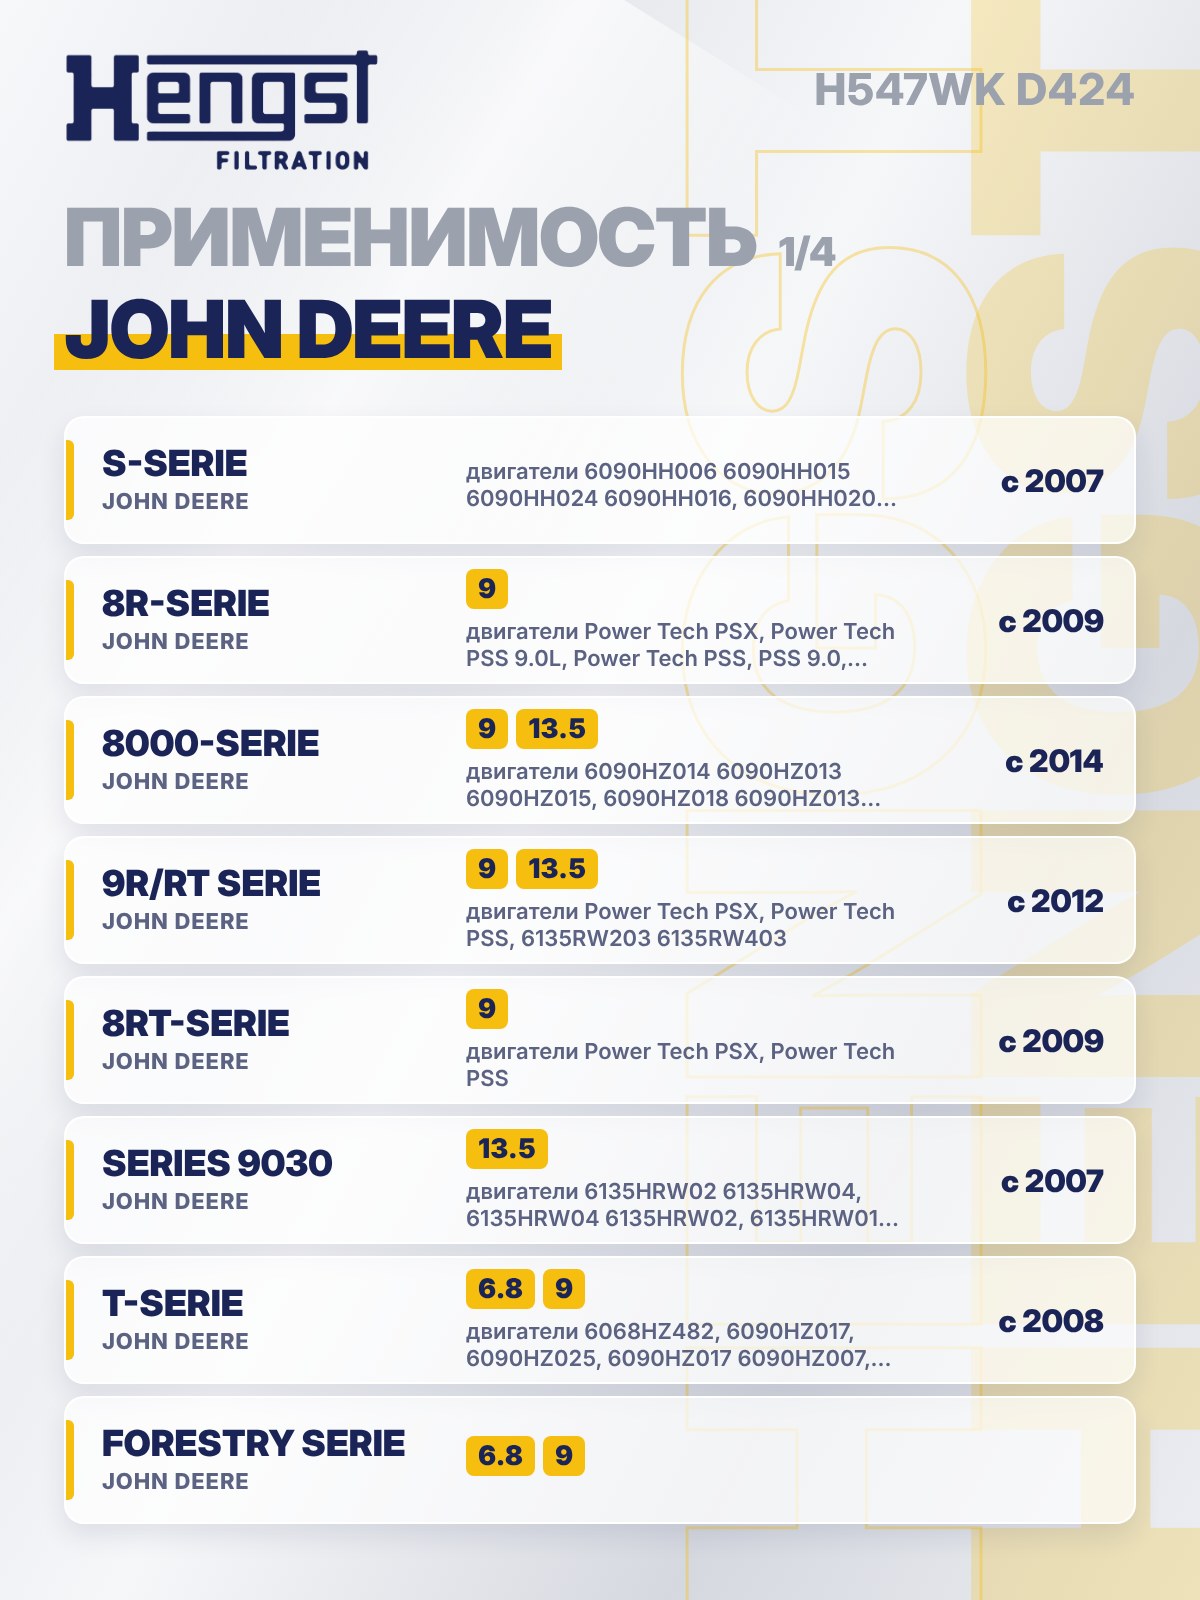 Hengst
FILTRATION
H547WK D424
ПРИМЕНИМОСТЬ 1/4
JOHN DEERE
S-SERIE
JOHN DEERE
двигатели 6090HH006 6090HH015
6090HH024 6090HH016, 6090HH020...
с 2007
8R-SERIE
JOHN DEERE
9
двигатели Power Tech PSX, Power Tech
PSS 9.0L, Power Tech PSS, PSS 9.0,...
с 2009
8000-SERIE
JOHN DEERE
9 13.5
двигатели 6090HZ014 6090HZ013
6090HZ015, 6090HZ018 6090HZ013...
с 2014
9R/RT SERIE
JOHN DEERE
9 13.5
двигатели Power Tech PSX, Power Tech
PSS, 6135RW203 6135RW403
с 2012
8RT-SERIE
JOHN DEERE
9
двигатели Power Tech PSX, Power Tech
PSS
с 2009
SERIES 9030
JOHN DEERE
13.5
двигатели 6135HRW02 6135HRW04,
6135HRW04 6135HRW02, 6135HRW01...
с 2007
T-SERIE
JOHN DEERE
6.8 9
двигатели 6068HZ482, 6090HZ017,
6090HZ025, 6090HZ017 6090HZ007,...
с 2008
FORESTRY SERIE
JOHN DEERE
6.8 9
HENGST
HENGST